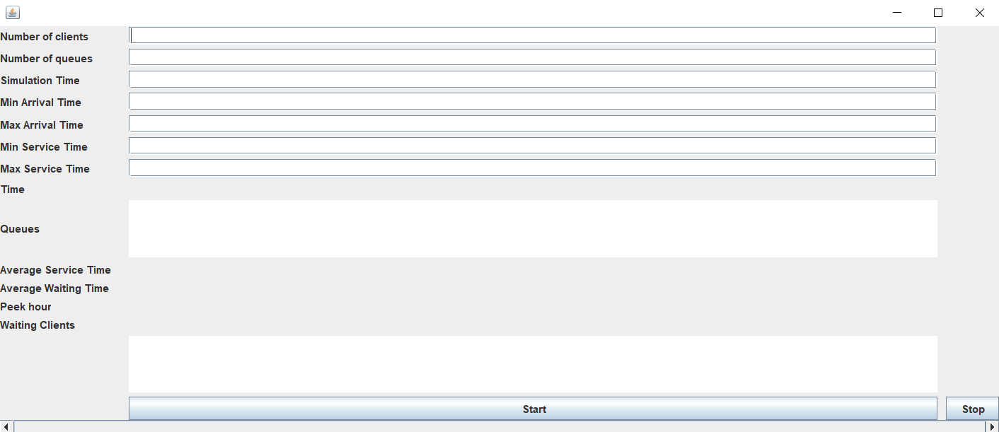 Number of clients
Number of queues
Simulation Time
Min Arrival Time
Max Arrival Time
Min Service Time
Max Service Time
Time
Queues
Average Service Time
Average Waiting Time
Peek hour
Waiting Clients
Start Stop